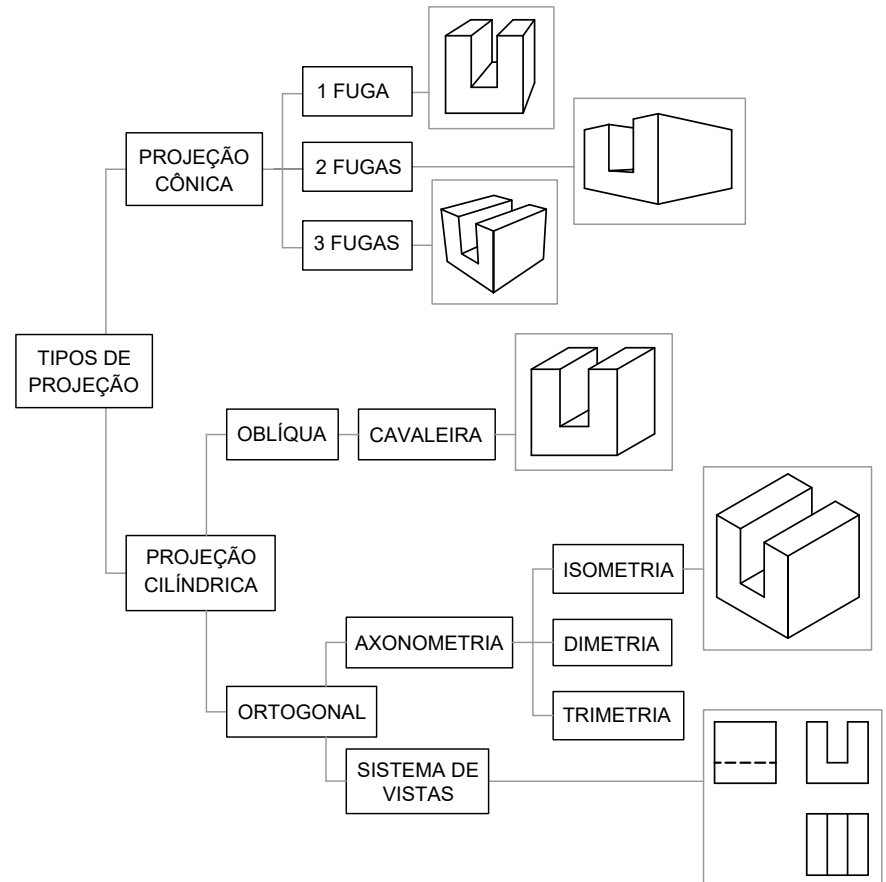 1 FUGA
PROJEÇÃO
CÔNICA
2 FUGAS
3 FUGAS
TIPOS DE
PROJEÇÃO
OBLÍQUA
CAVALEIRA
PROJEÇÃO
CILÍNDRICA
ISOMETRIA
AXONOMETRIA
DIMETRIA
ORTOGONAL
TRIMETRIA
SISTEMA DE
VISTAS